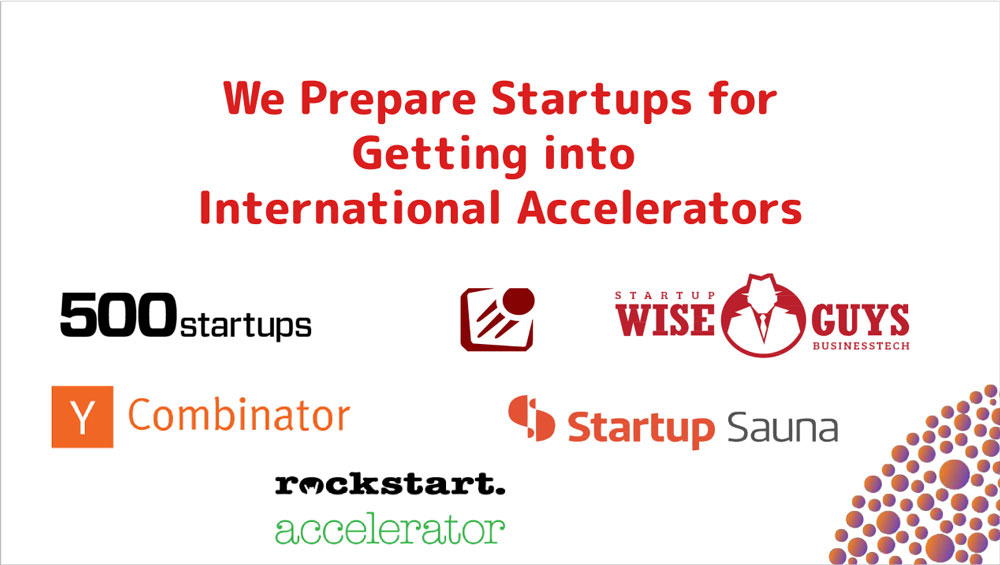 We Prepare Startups for
Getting into
International Accelerators
500startups
STARTUP
WISE GUYS
BUSINESSTECH
Y Combinator
Startup Sauna
rockstart.
accelerator